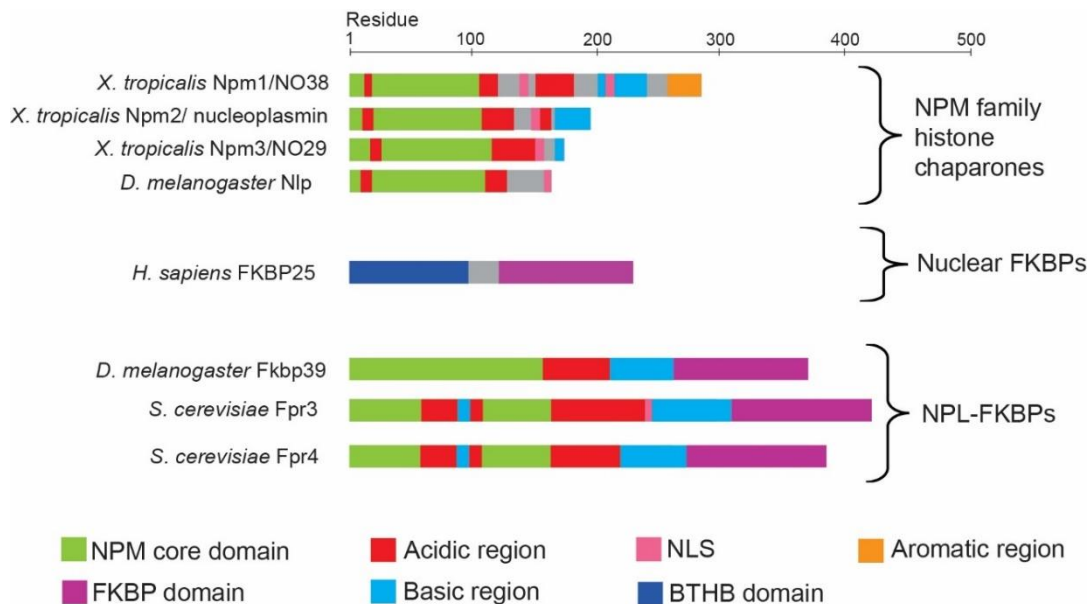 Residue
1 100 200 300 400 500
X. tropicalis Npm1/NO38
X. tropicalis Npm2/ nucleoplasmin
X. tropicalis Npm3/NO29
D. melanogaster Nlp
NPM family
histone
chaparones
H. sapiens FKBP25
Nuclear FKBPs
D. melanogaster Fkbp39
S. cerevisiae Fpr3
S. cerevisiae Fpr4
NPL-FKBPs
NPM core domain
Acidic region
NLS
Aromatic region
FKBP domain
Basic region
BTHB domain